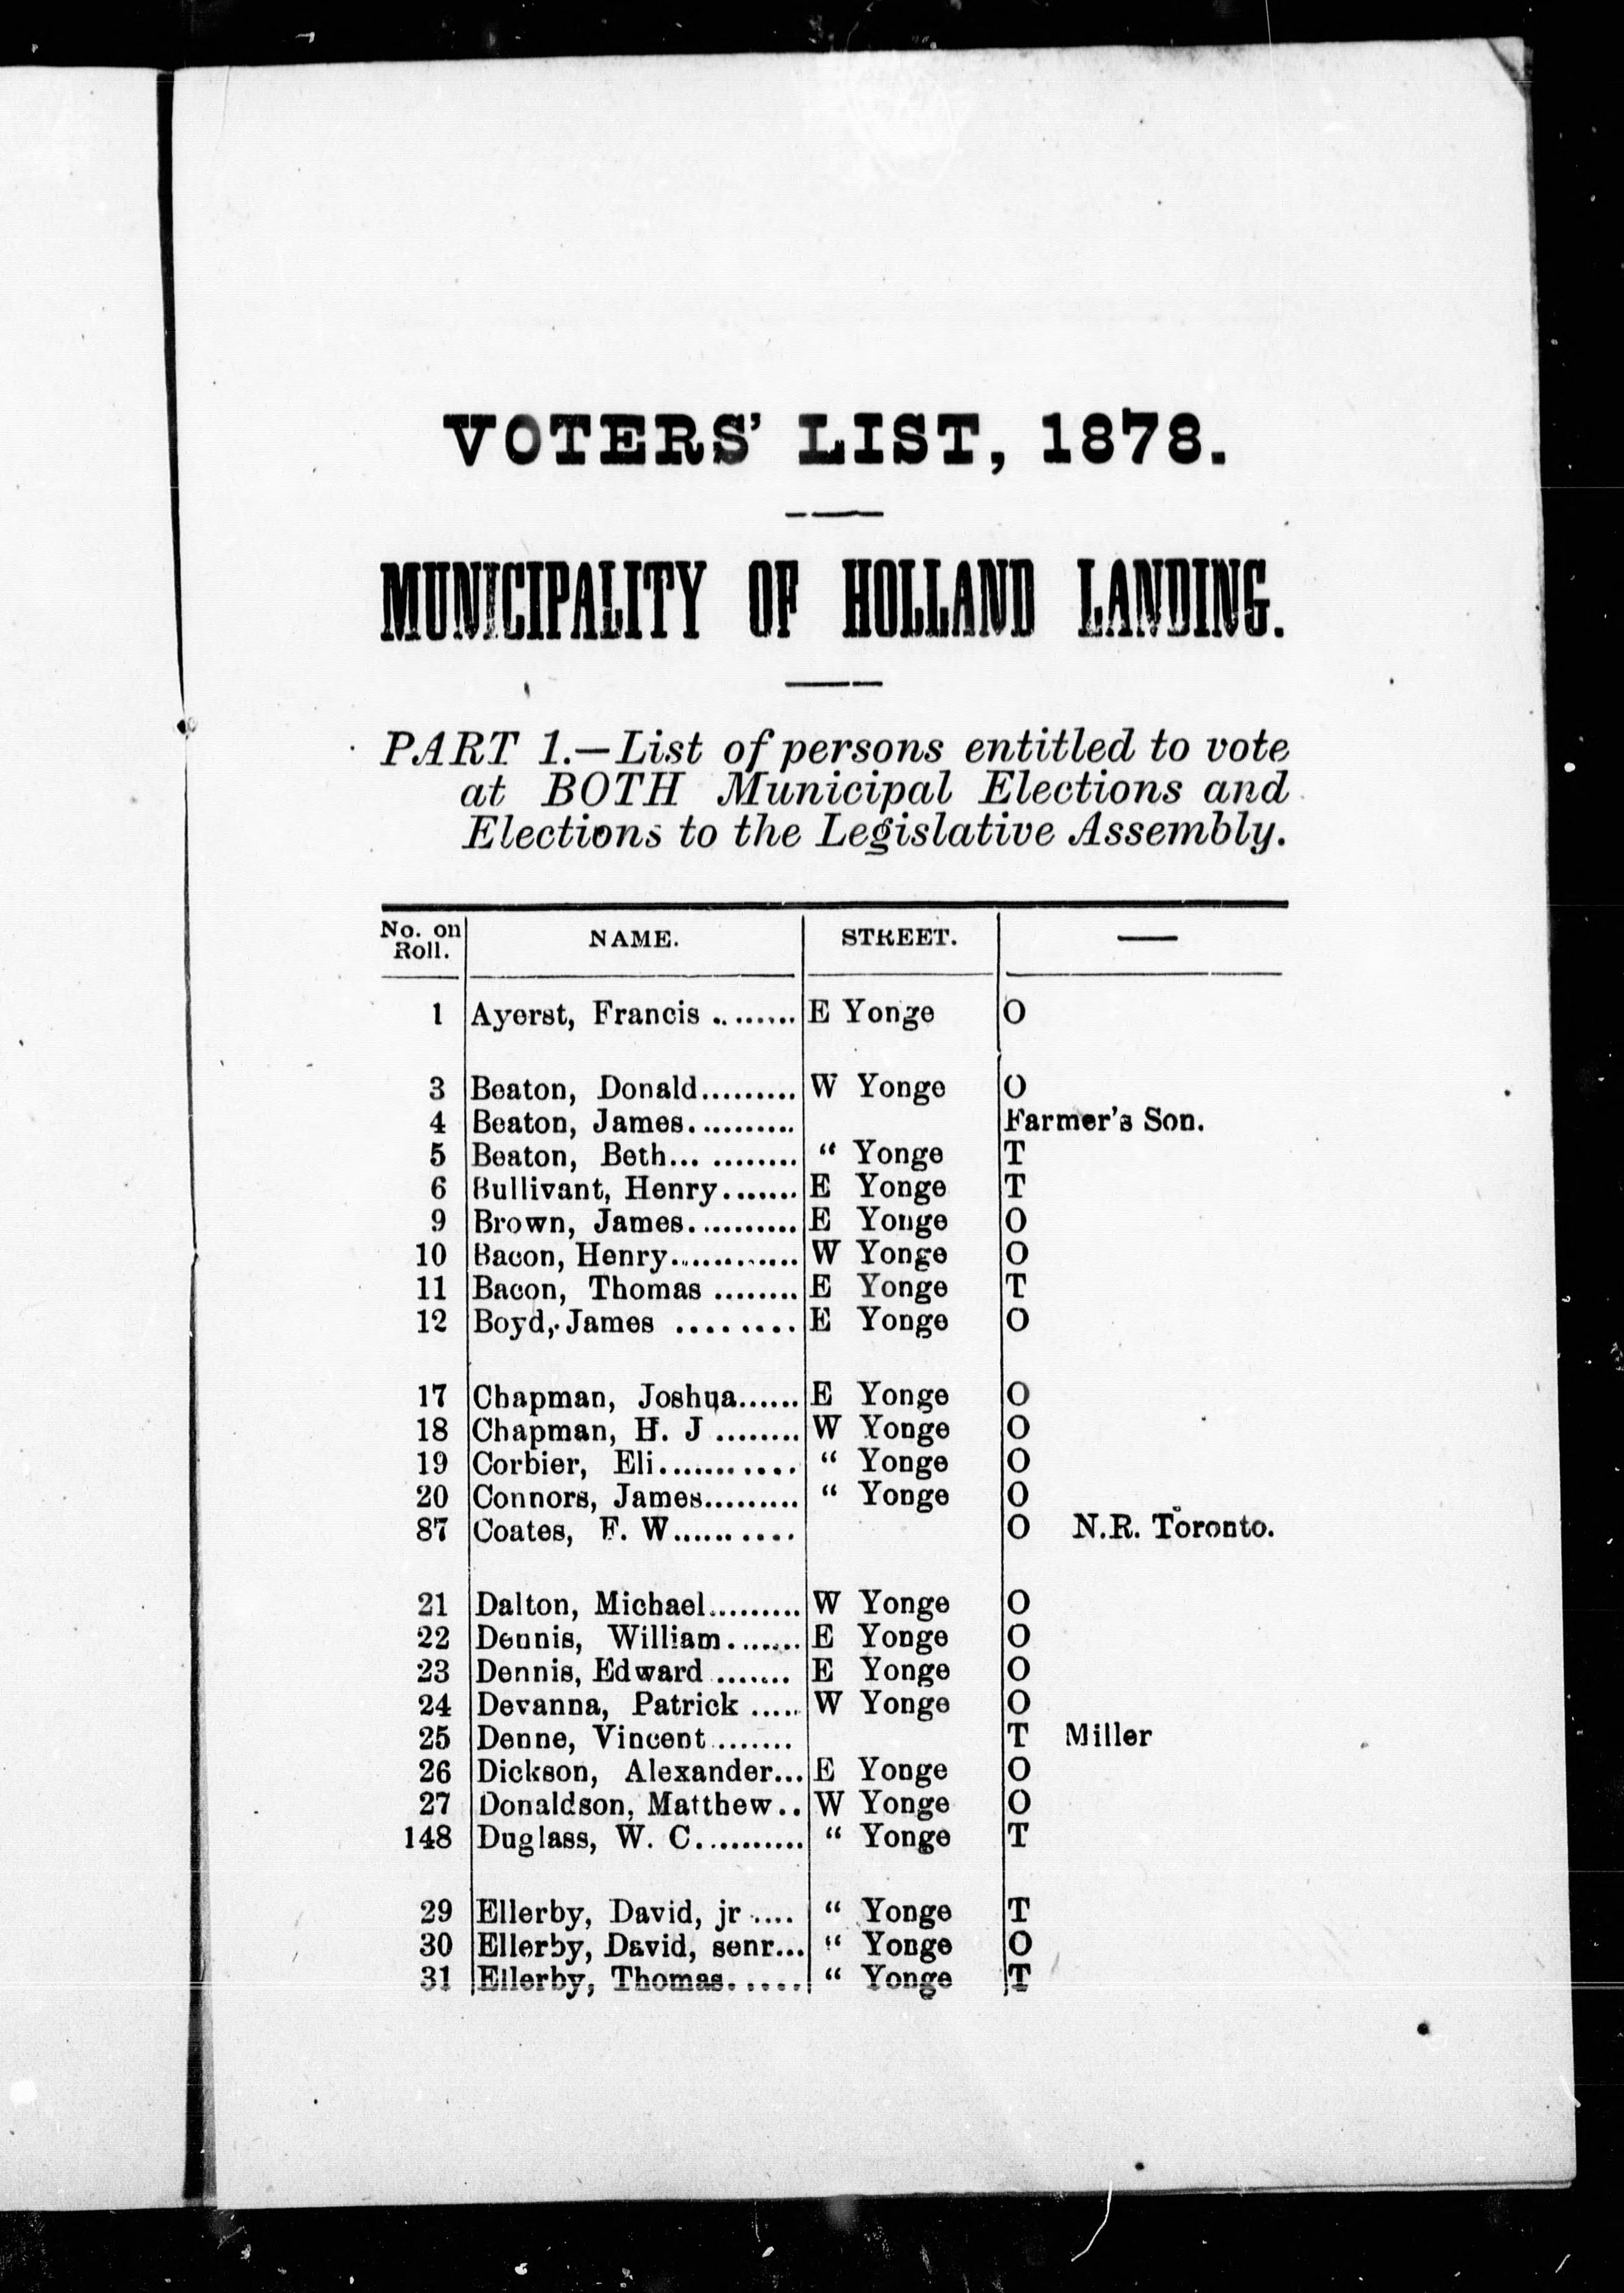 VOTERS' LIST, 1878.
MUNICIPALITY OF HOLLAND LANDING.
PART 1.—List of persons entitled to vote
at BOTH Municipal Elections and
Elections to the Legislative Assembly.
No. on Roll. NAME. STREET. —
1 Ayerst, Francis ........ E Yonge O
3 Beaton, Donald......... W Yonge O
4 Beaton, James.......... Farmer's Son.
5 Beaton, Beth... ........ “ Yonge T
6 Bullivant, Henry....... E Yonge T
9 Brown, James.......... E Yonge O
10 Bacon, Henry............ W Yonge O
11 Bacon, Thomas ........ E Yonge T
12 Boyd, James ........ E Yonge O
17 Chapman, Joshua...... E Yonge O
18 Chapman, H. J ........ W Yonge O
19 Corbier, Eli............ “ Yonge O
20 Connors, James......... “ Yonge O
87 Coates, F. W.......... O N.R. Toronto.
21 Dalton, Michael......... W Yonge O
22 Dennis, William....... E Yonge O
23 Dennis, Edward ....... E Yonge O
24 Devanna, Patrick ..... W Yonge O
25 Denne, Vincent........ T Miller
26 Dickson, Alexander... E Yonge O
27 Donaldson, Matthew.. W Yonge O
148 Duglass, W. C.......... “ Yonge T
29 Ellerby, David, jr .... “ Yonge T
30 Ellerby, David, senr... “ Yonge O
31 Ellerby, Thomas..... “ Yonge T